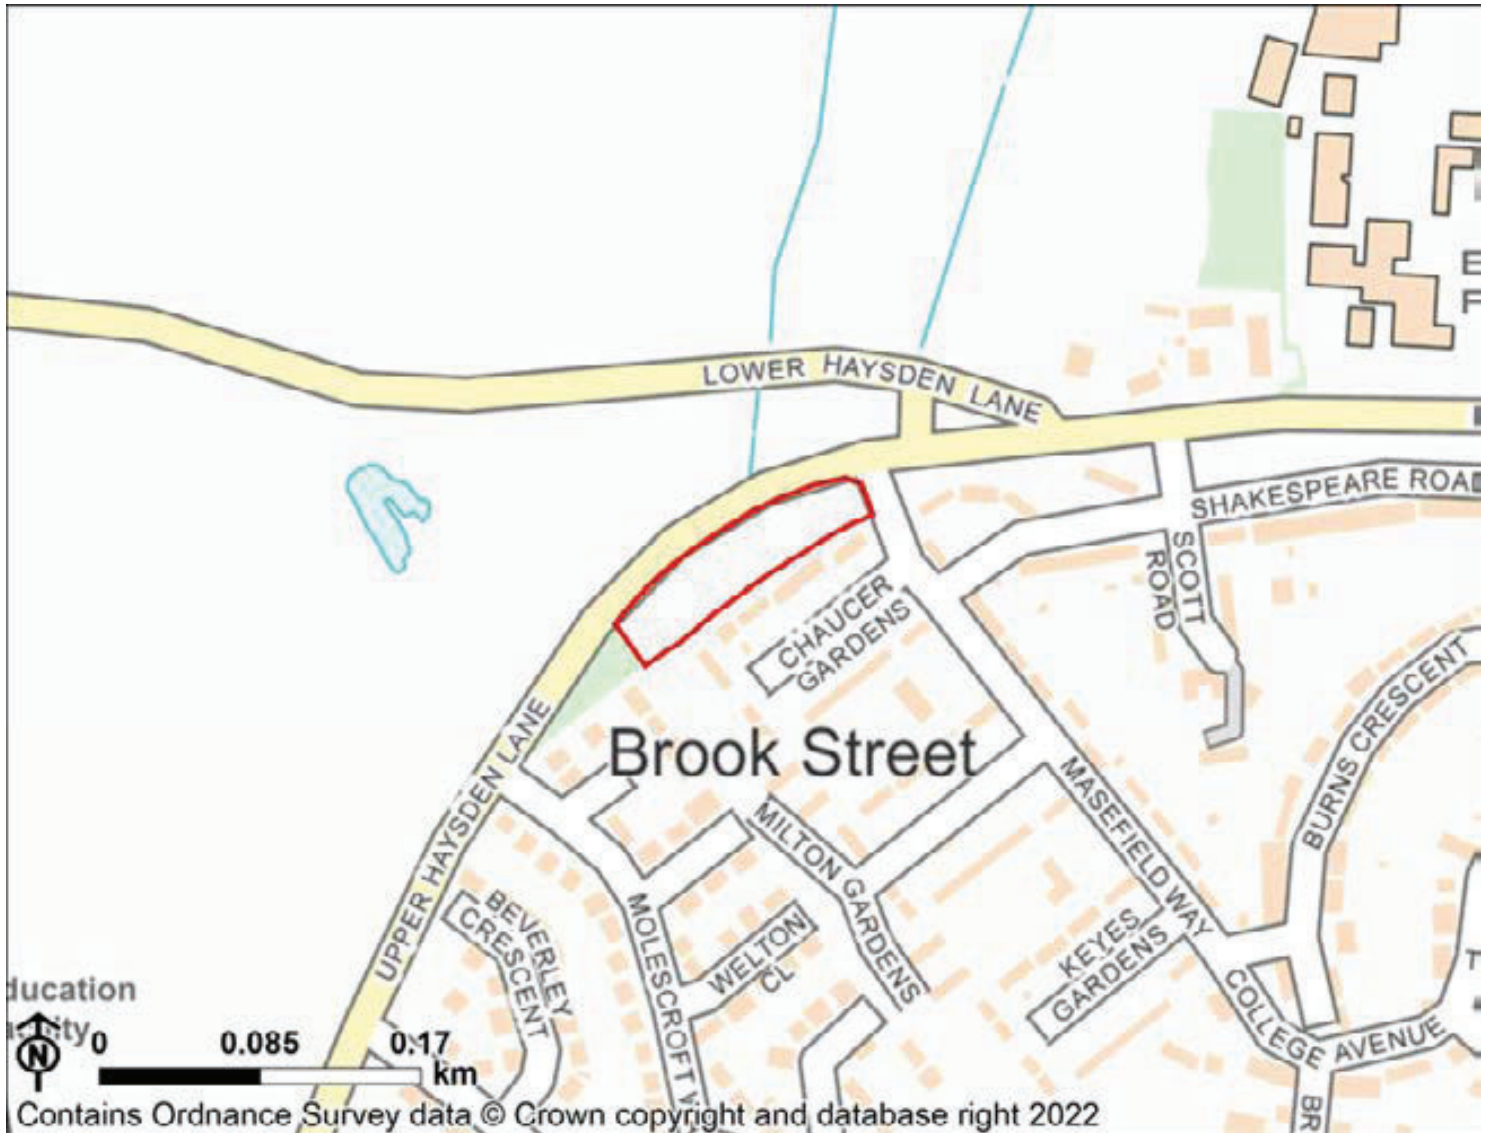 E
F
LOWER HAYSDEN LANE
SHAKESPEARE ROAD
SCOTT
ROAD
CHAUCER
GARDENS
BURNS CRESCENT
UPPER HAYSDEN LANE
Brook Street
MASEFIELD WAY
MILTON GARDENS
BEVERLEY
CRESCENT
MOLESCROFT W
WELTON
CL
KEYES
GARDENS
COLLEGE AVENUE
T
BR
ducation
N
0 0.085 0.17
km
Contains Ordnance Survey data © Crown copyright and database right 2022